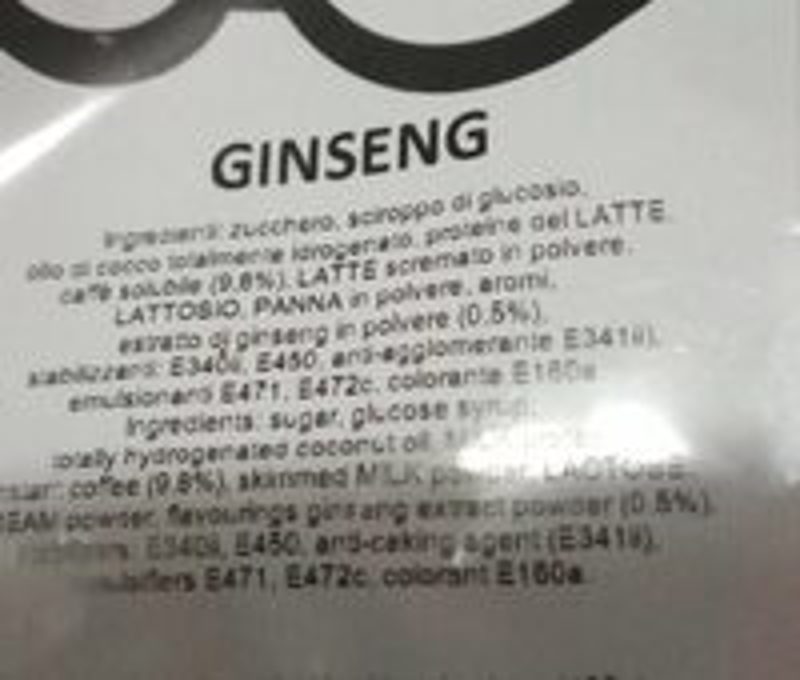 GINSENG
Ingredienti: zucchero, sciroppo di glucosio,
olio di cocco totalmente idrogenato, proteine del LATTE,
caffè solubile (9,8%), LATTE scremato in polvere,
LATTOSIO, PANNA in polvere, aromi,
estratto di ginseng in polvere (0.5%),
stabilizzanti: E340ii, E450, anti-agglomerante E341iii),
emulsionanti E471, E472c, colorante E160a
Ingredients: sugar, glucose syrup,
totally hydrogenated coconut oil,
coffee (9.8%), skimmed MILK powder, LACTOSE
powder, flavourings ginseng extract powder (0.5%),
E340ii, E450, anti-caking agent (E341iii),
E471, E472c, colorant E160a